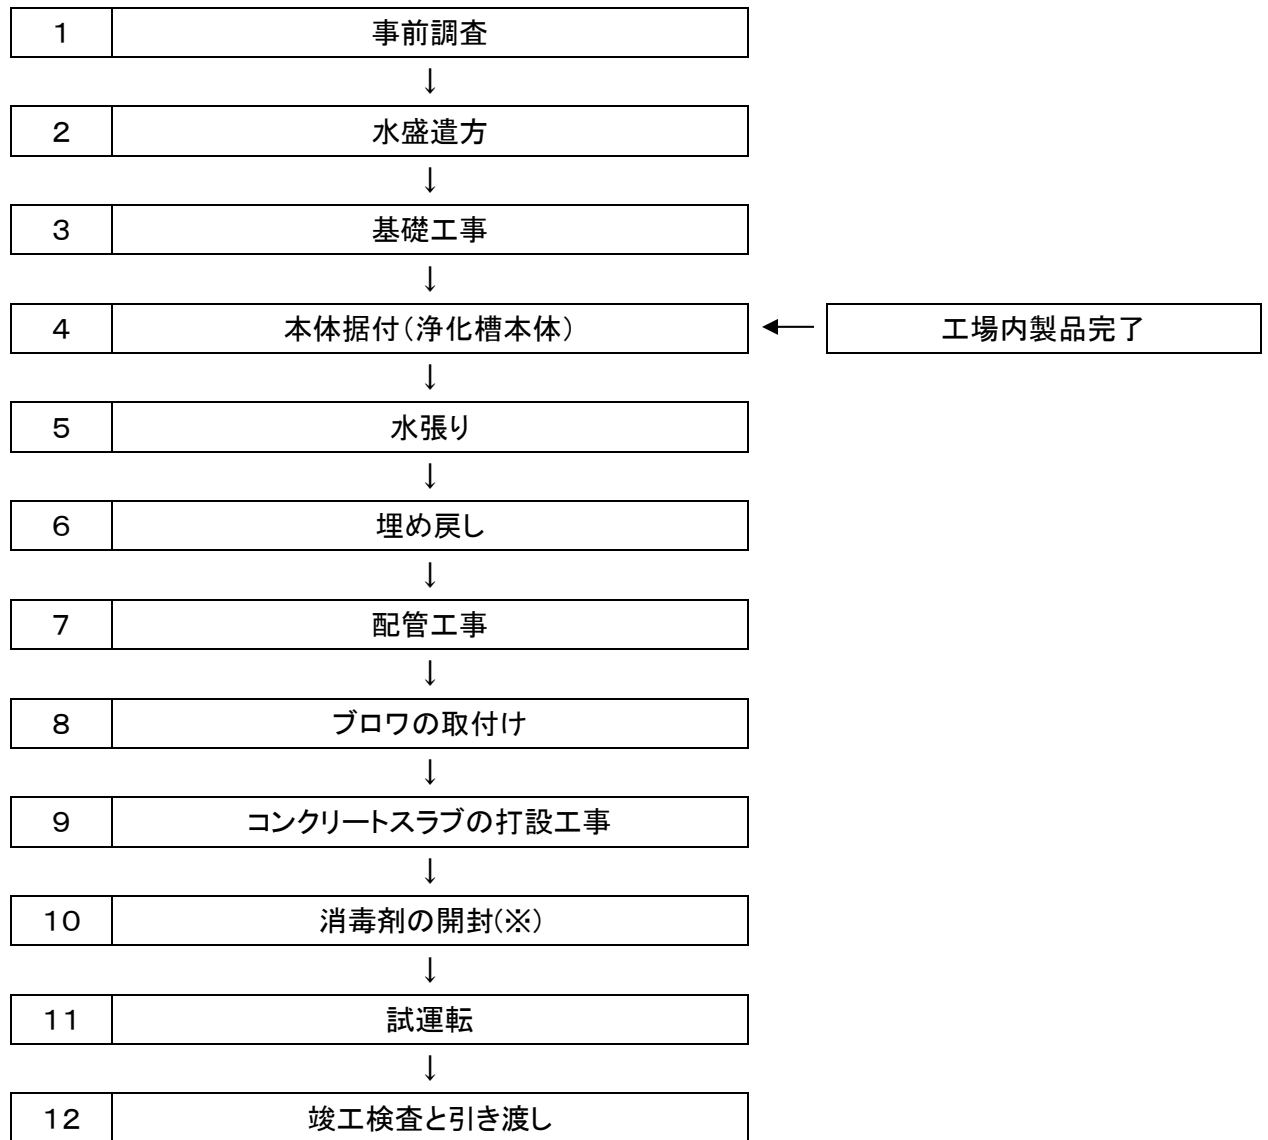 1 事前調査
↓
2 水盛遣方
↓
3 基礎工事
↓
4 本体据付(浄化槽本体) ← 工場内製品完了
↓
5 水張り
↓
6 埋め戻し
↓
7 配管工事
↓
8 ブロワの取付け
↓
9 コンクリートスラブの打設工事
↓
10 消毒剤の開封(※)
↓
11 試運転
↓
12 竣工検査と引き渡し